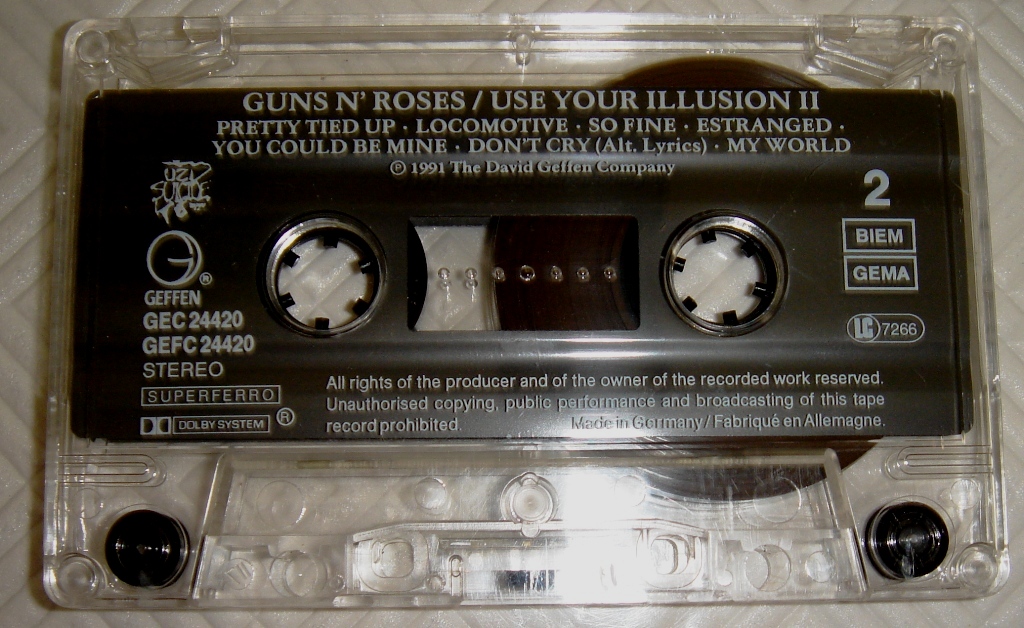 GUNS N' ROSES / USE YOUR ILLUSION II
PRETTY TIED UP · LOCOMOTIVE · SO FINE · ESTRANGED ·
YOU COULD BE MINE · DON'T CRY (Alt. Lyrics) · MY WORLD
℗ 1991 The David Geffen Company
UZI
SUICIDE
2
BIEM
GEMA
G ®
GEFFEN
GEC 24420
GEFC 24420
STEREO
SUPERFERRO
DOLBY SYSTEM ®
LC 7266
All rights of the producer and of the owner of the recorded work reserved.
Unauthorised copying, public performance and broadcasting of this tape
record prohibited.
Made in Germany / Fabriqué en Allemagne.